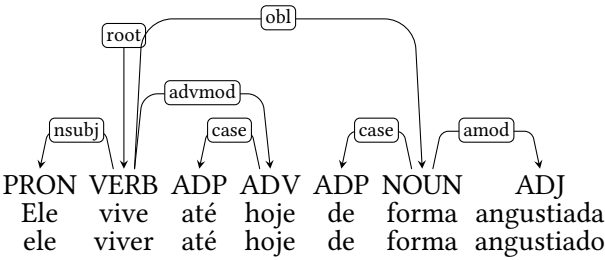 obl
root
advmod
nsubj case case amod
PRON VERB ADP ADV ADP NOUN ADJ
Ele vive até hoje de forma angustiada
ele viver até hoje de forma angustiado